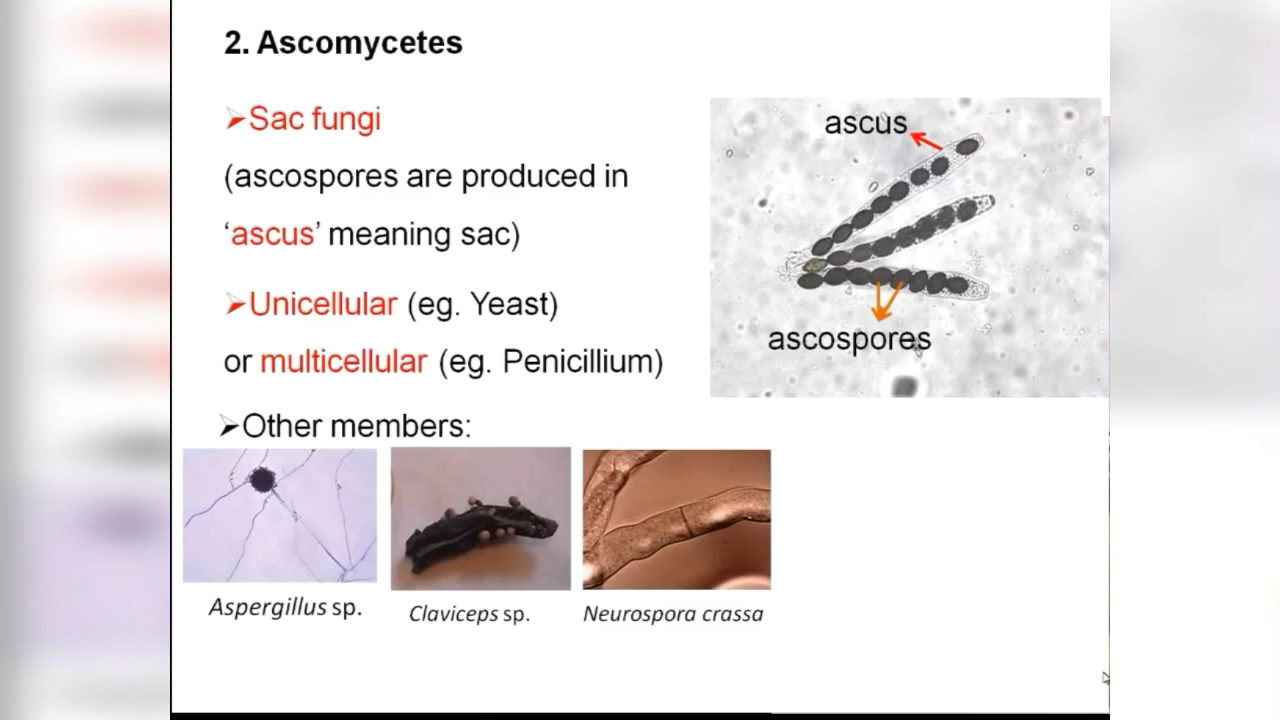 2. Ascomycetes
➢Sac fungi
(ascospores are produced in
‘ascus’ meaning sac)
➢Unicellular (eg. Yeast)
or multicellular (eg. Penicillium)
➢Other members:
ascus
ascospores
Aspergillus sp.
Claviceps sp.
Neurospora crassa